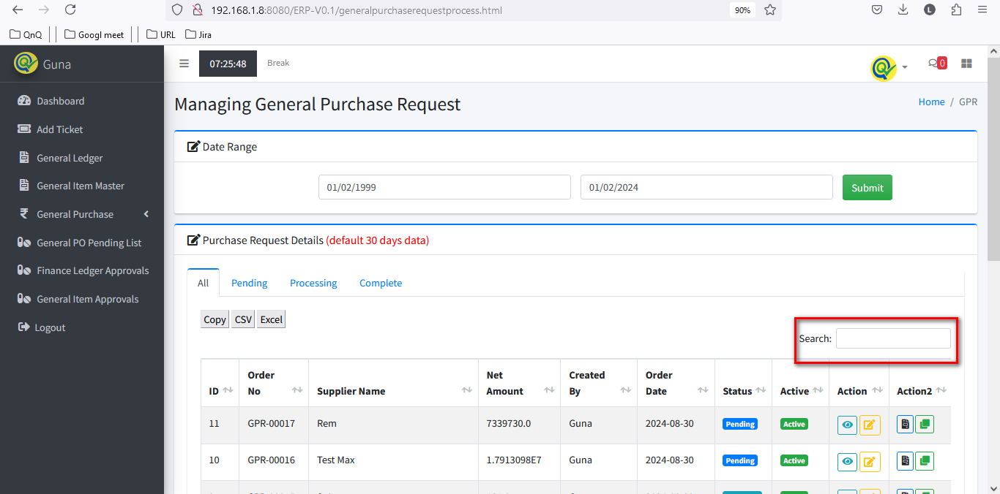 192.168.1.8:8080/ERP-V0.1/generalpurchaserequestprocess.html 90% L
QnQ Googl meet URL Jira
Guna 07:25:48 Break 0
Dashboard
Add Ticket
General Ledger
General Item Master
General Purchase
General PO Pending List
Finance Ledger Approvals
General Item Approvals
Logout
Managing General Purchase Request Home / GPR
Date Range
01/02/1999 01/02/2024 Submit
Purchase Request Details (default 30 days data)
All Pending Processing Complete
Copy CSV Excel
Search:
ID Order No Supplier Name Net Amount Created By Order Date Status Active Action Action2
11 GPR-00017 Rem 7339730.0 Guna 2024-08-30 Pending Active
10 GPR-00016 Test Max 1.7913098E7 Guna 2024-08-30 Pending Active